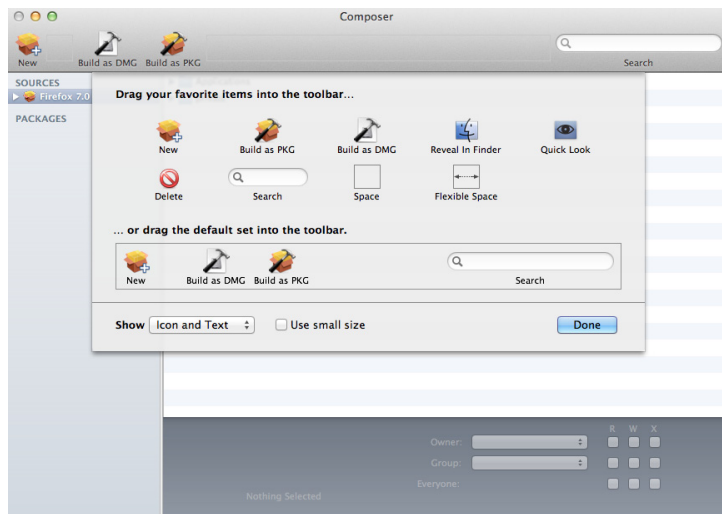 Composer
New Build as DMG Build as PKG Search
SOURCES
Firefox 7.0
PACKAGES
Drag your favorite items into the toolbar...
New Build as PKG Build as DMG Reveal In Finder Quick Look
Delete Search Space Flexible Space
... or drag the default set into the toolbar.
New Build as DMG Build as PKG Search
Show Icon and Text Use small size Done
R W X
Owner:
Group:
Everyone:
Nothing Selected